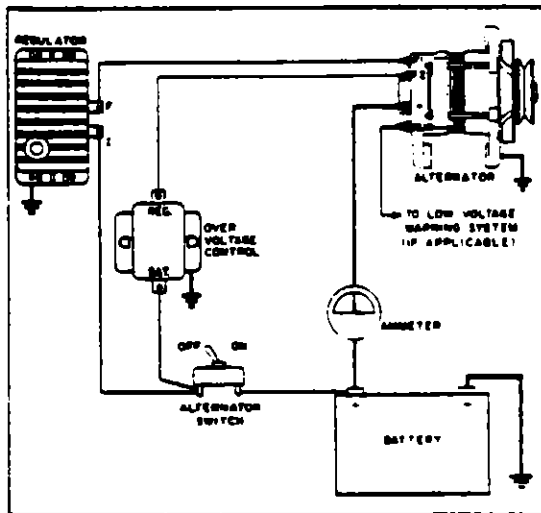 REGULATOR
F
I
ALTERNATOR
TO LOW VOLTAGE
WARNING SYSTEM
(IF APPLICABLE)
REG.
OVER
VOLTAGE
CONTROL
BAT.
AMMETER
OFF
ON
ALTERNATOR
SWITCH
+
-
BATTERY